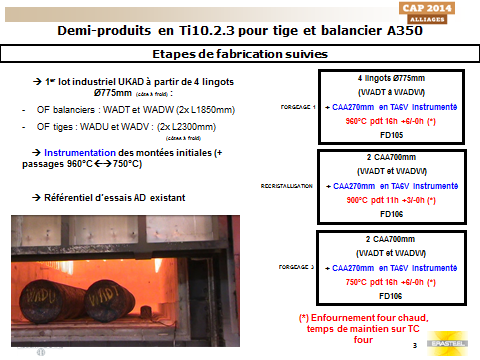 CAP 2014
ALLIAGES
Demi-produits en Ti10.2.3 pour tige et balancier A350
Etapes de fabrication suivies
→ 1er lot industriel UKAD à partir de 4 lingots
Ø775mm (côtes à froid) :
- OF balanciers : WADT et WADW (2x L1850mm)
- OF tiges : WADU et WADV : (2x L2300mm)
(côtes à froid)
→ Instrumentation des montées initiales (+
passages 960°C ←→ 750°C)
→ Référentiel d'essais AD existant
WADU
WADV
FORGEAGE 1
4 lingots Ø775mm
(WADT à WADW)
+ CAA270mm en TA6V Instrumenté
960°C pdt 16h +6/-0h (*)
FD105
RECRISTALLISATION
2 CAA700mm
(WADT et WADW)
+ CAA270mm en TA6V Instrumenté
900°C pdt 11h +3/-0h (*)
FD106
FORGEAGE 3
2 CAA700mm
(WADT et WADW)
+ CAA270mm en TA6V Instrumenté
750°C pdt 16h +6/-0h (*)
FD106
(*) Enfournement four chaud,
temps de maintien sur TC
four
3
ERASTEEL